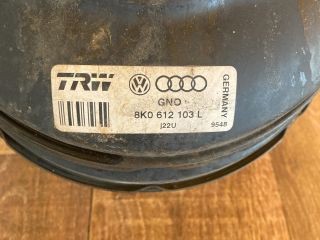 TRW
GNO
8K0 612 103 L
J22U
GERMANY
9548